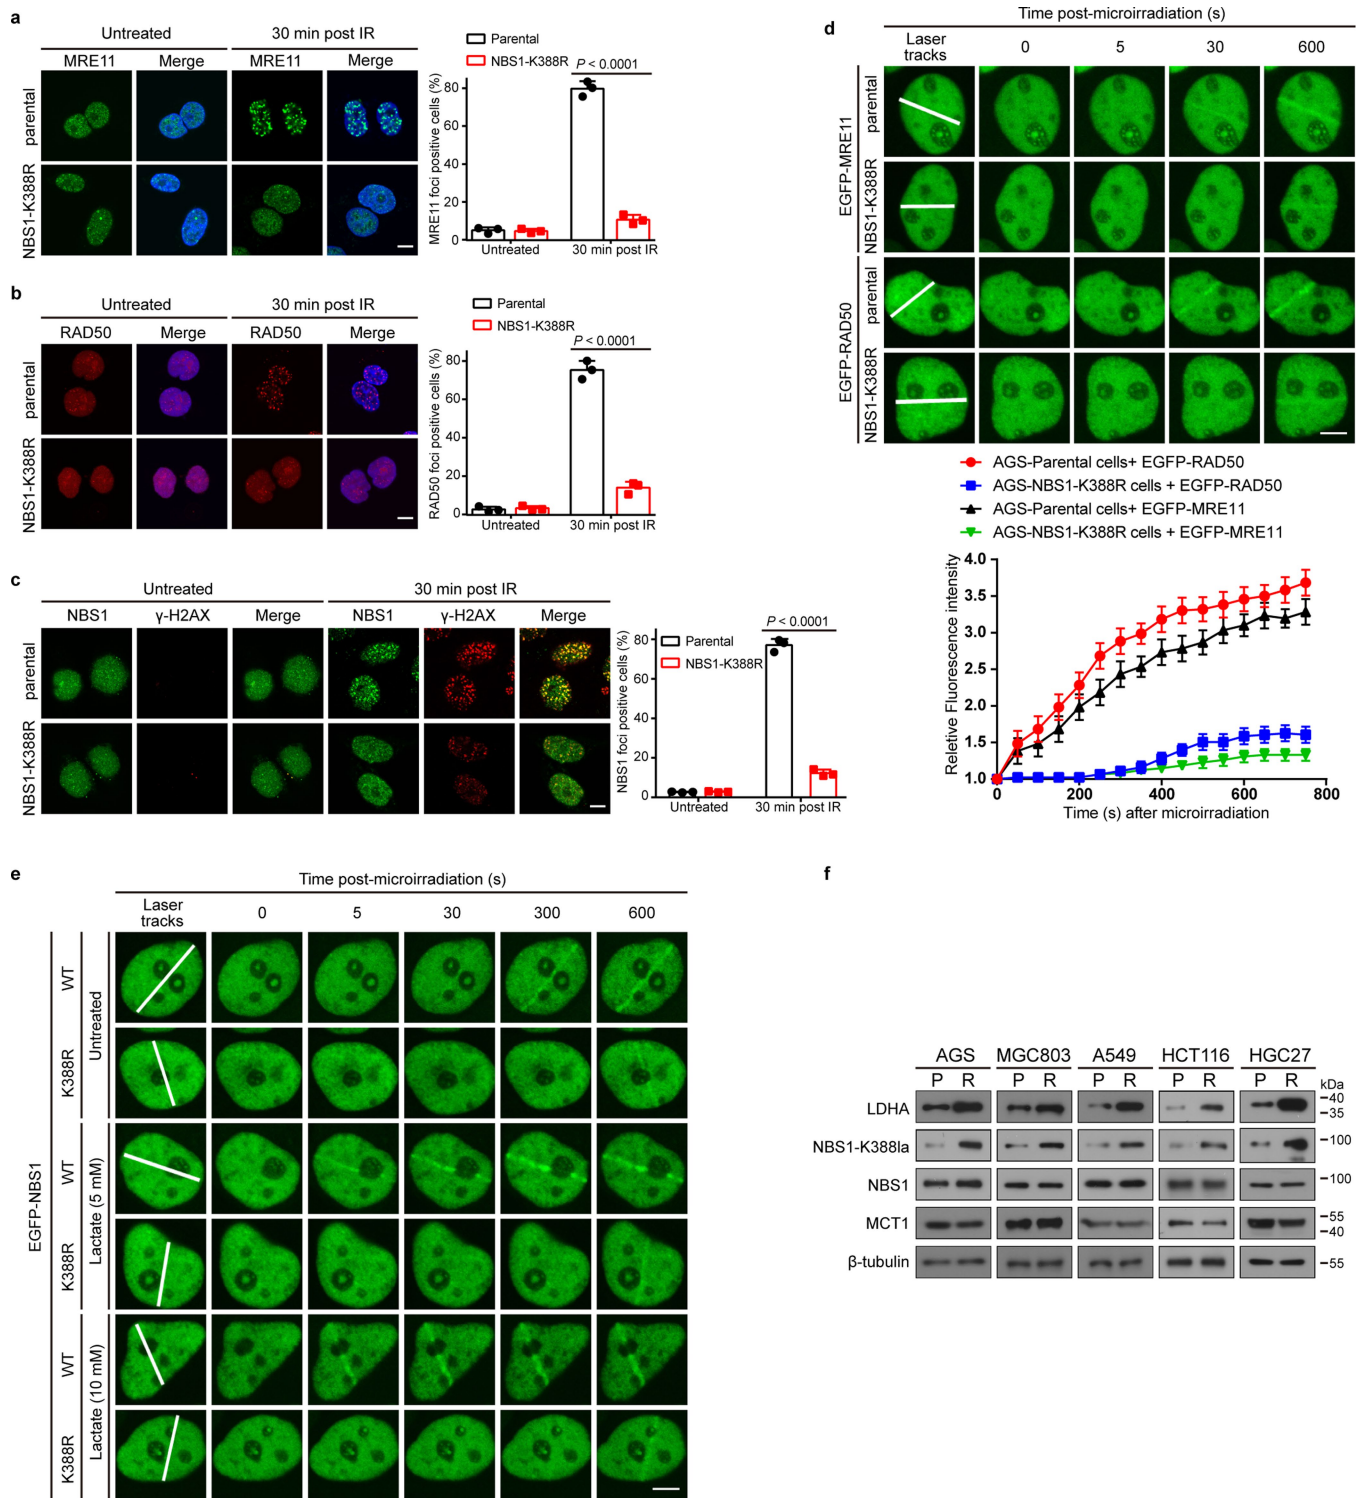 a
Untreated
30 min post IR
MRE11
Merge
MRE11
Merge
parental
NBS1-K388R
Parental
NBS1-K388R
P < 0.0001
MRE11 foci positive cells (%)
80
60
40
20
0
Untreated
30 min post IR
b
Untreated
30 min post IR
RAD50
Merge
RAD50
Merge
parental
NBS1-K388R
Parental
NBS1-K388R
P < 0.0001
RAD50 foci positive cells (%)
80
60
40
20
0
Untreated
30 min post IR
c
Untreated
30 min post IR
NBS1
γ-H2AX
Merge
NBS1
γ-H2AX
Merge
parental
NBS1-K388R
Parental
NBS1-K388R
P < 0.0001
NBS1 foci positive cells (%)
80
60
40
20
0
Untreated
30 min post IR
d
Time post-microirradiation (s)
Laser
tracks
0
5
30
600
EGFP-MRE11
parental
NBS1-K388R
EGFP-RAD50
parental
NBS1-K388R
AGS-Parental cells+ EGFP-RAD50
AGS-NBS1-K388R cells + EGFP-RAD50
AGS-Parental cells+ EGFP-MRE11
AGS-NBS1-K388R cells + EGFP-MRE11
Reletive Fluorescence intensity
4.0
3.5
3.0
2.5
2.0
1.5
1.0
0
200
400
600
800
Time (s) after microirradiation
e
Time post-microirradiation (s)
Laser
tracks
0
5
30
300
600
EGFP-NBS1
Untreated
WT
K388R
Lactate (5 mM)
WT
K388R
Lactate (10 mM)
WT
K388R
f
AGS
MGC803
A549
HCT116
HGC27
P R P R P R P R P R
kDa
LDHA
40
35
NBS1-K388la
100
NBS1
100
MCT1
55
40
β-tubulin
55